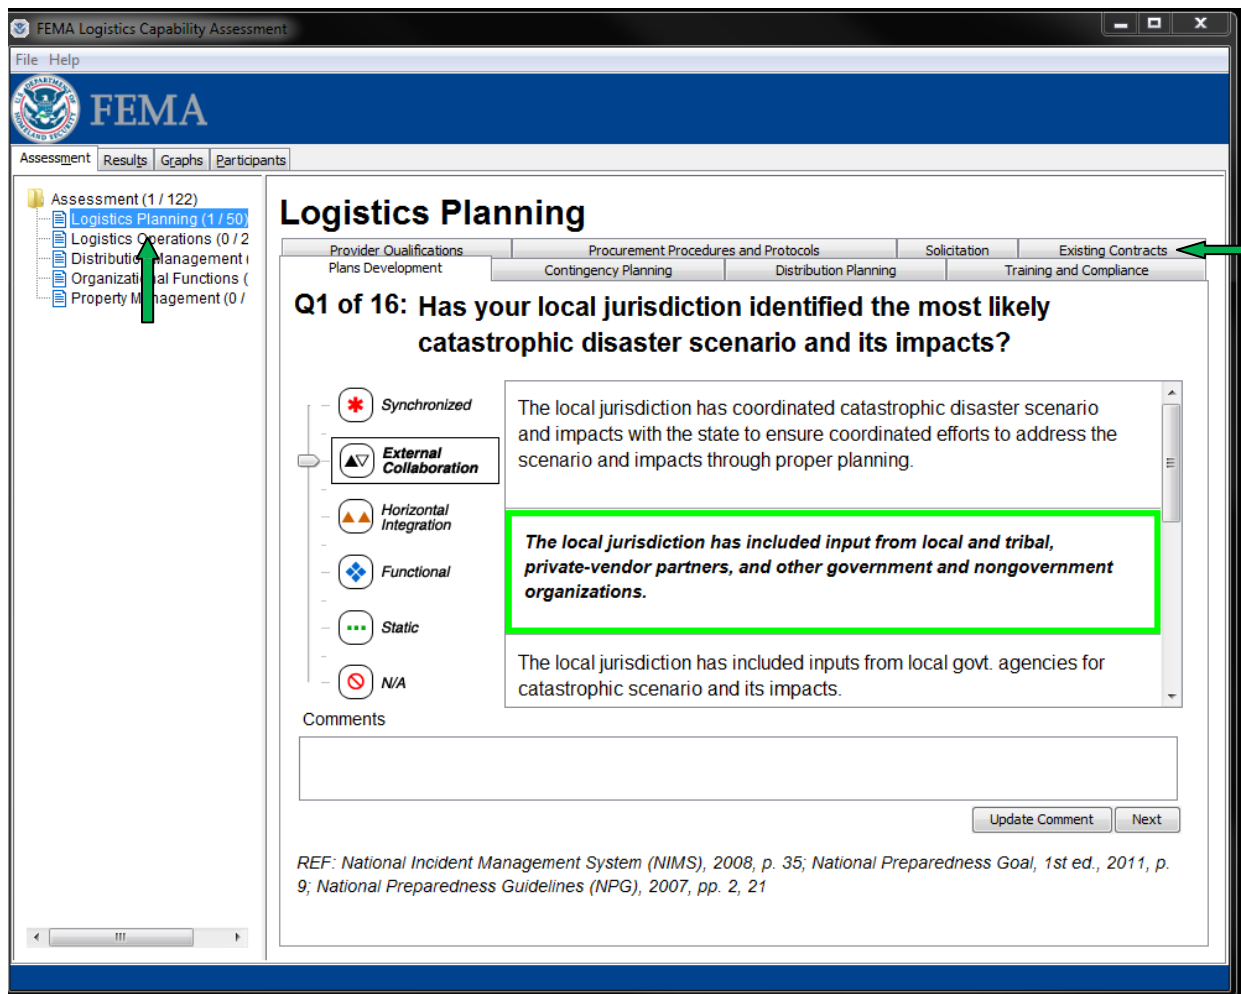 FEMA Logistics Capability Assessment
File Help
FEMA
Assessment Results Graphs Participants
Assessment (1 / 122)
Logistics Planning (1 / 50)
Logistics Operations (0 / 2
Distribution Management (
Organizational Functions (
Property Management (0 /
Logistics Planning
Provider Qualifications Procurement Procedures and Protocols Solicitation Existing Contracts
Plans Development Contingency Planning Distribution Planning Training and Compliance
Q1 of 16: Has your local jurisdiction identified the most likely
catastrophic disaster scenario and its impacts?
Synchronized
External
Collaboration
Horizontal
Integration
Functional
Static
N/A
The local jurisdiction has coordinated catastrophic disaster scenario
and impacts with the state to ensure coordinated efforts to address the
scenario and impacts through proper planning.
The local jurisdiction has included input from local and tribal,
private-vendor partners, and other government and nongovernment
organizations.
The local jurisdiction has included inputs from local govt. agencies for
catastrophic scenario and its impacts.
Comments
Update Comment Next
REF: National Incident Management System (NIMS), 2008, p. 35; National Preparedness Goal, 1st ed., 2011, p.
9; National Preparedness Guidelines (NPG), 2007, pp. 2, 21